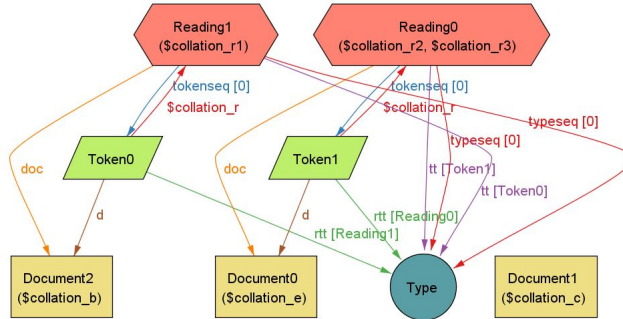 Reading1
($collation_r1)
Reading0
($collation_r2, $collation_r3)
tokenseq [0]
$collation_r
tokenseq [0]
$collation_r
typeseq [0]
typeseq [0]
Token0
Token1
doc
doc
tt [Token1]
tt [Token0]
d
d
rtt [Reading0]
rtt [Reading1]
Document2
($collation_b)
Document0
($collation_e)
Type
Document1
($collation_c)